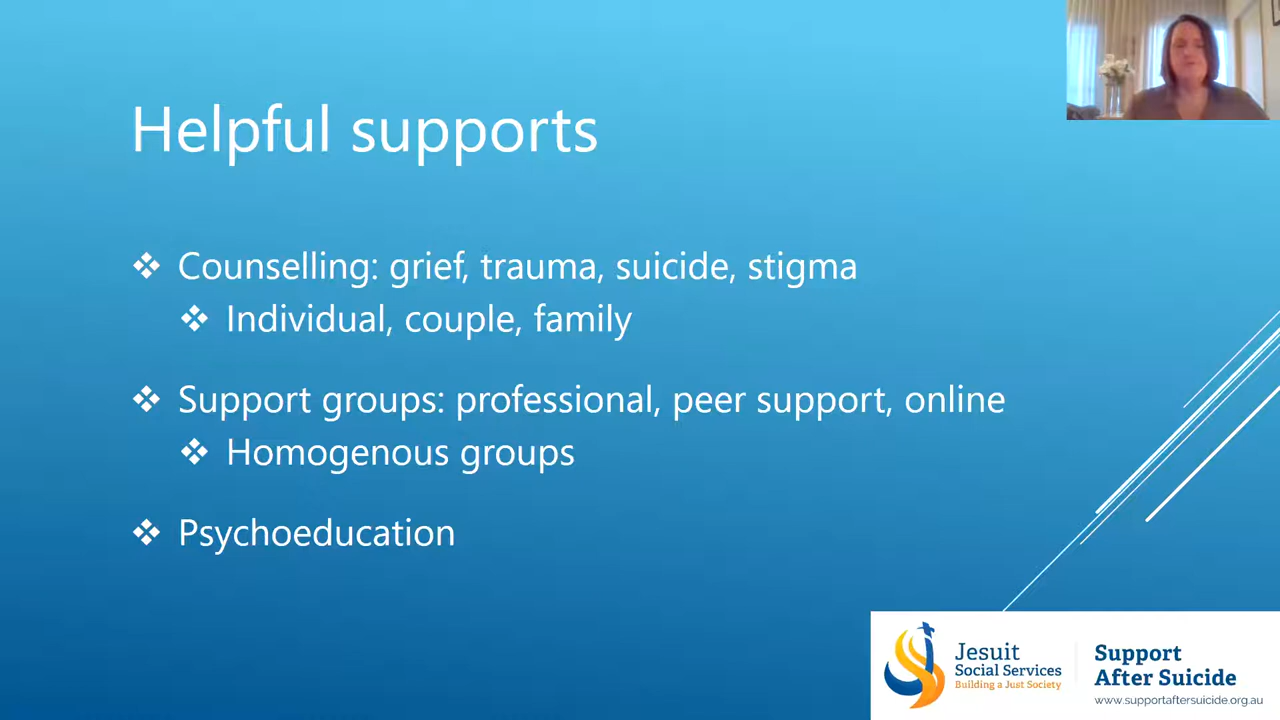 Helpful supports
❖ Counselling: grief, trauma, suicide, stigma
❖ Individual, couple, family
❖ Support groups: professional, peer support, online
❖ Homogenous groups
❖ Psychoeducation
Jesuit
Social Services
Building a Just Society
Support
After Suicide
www.supportaftersuicide.org.au